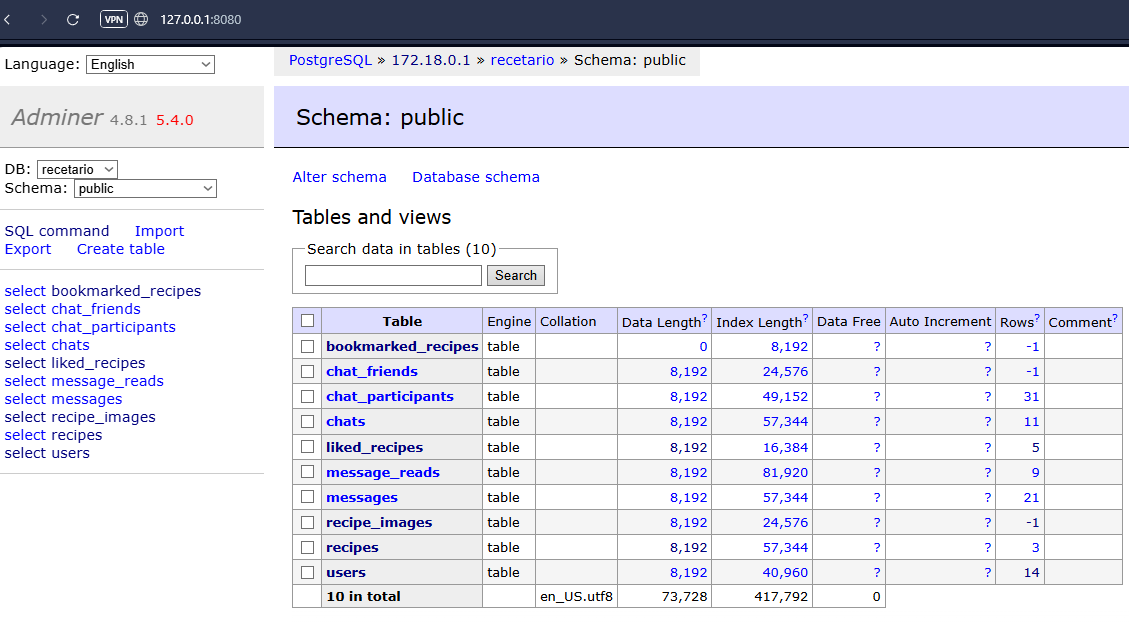 VPN 127.0.0.1:8080
Language: English
PostgreSQL » 172.18.0.1 » recetario » Schema: public
Adminer 4.8.1 5.4.0
Schema: public
DB: recetario
Schema: public
Alter schema Database schema
SQL command Import
Export Create table
Tables and views
Search data in tables (10)
Search
select bookmarked_recipes
select chat_friends
select chat_participants
select chats
select liked_recipes
select message_reads
select messages
select recipe_images
select recipes
select users
Table Engine Collation Data Length? Index Length? Data Free Auto Increment Rows? Comment?
bookmarked_recipes table 0 8,192 ? ? -1
chat_friends table 8,192 24,576 ? ? -1
chat_participants table 8,192 49,152 ? ? 31
chats table 8,192 57,344 ? ? 11
liked_recipes table 8,192 16,384 ? ? 5
message_reads table 8,192 81,920 ? ? 9
messages table 8,192 57,344 ? ? 21
recipe_images table 8,192 24,576 ? ? -1
recipes table 8,192 57,344 ? ? 3
users table 8,192 40,960 ? ? 14
10 in total en_US.utf8 73,728 417,792 0